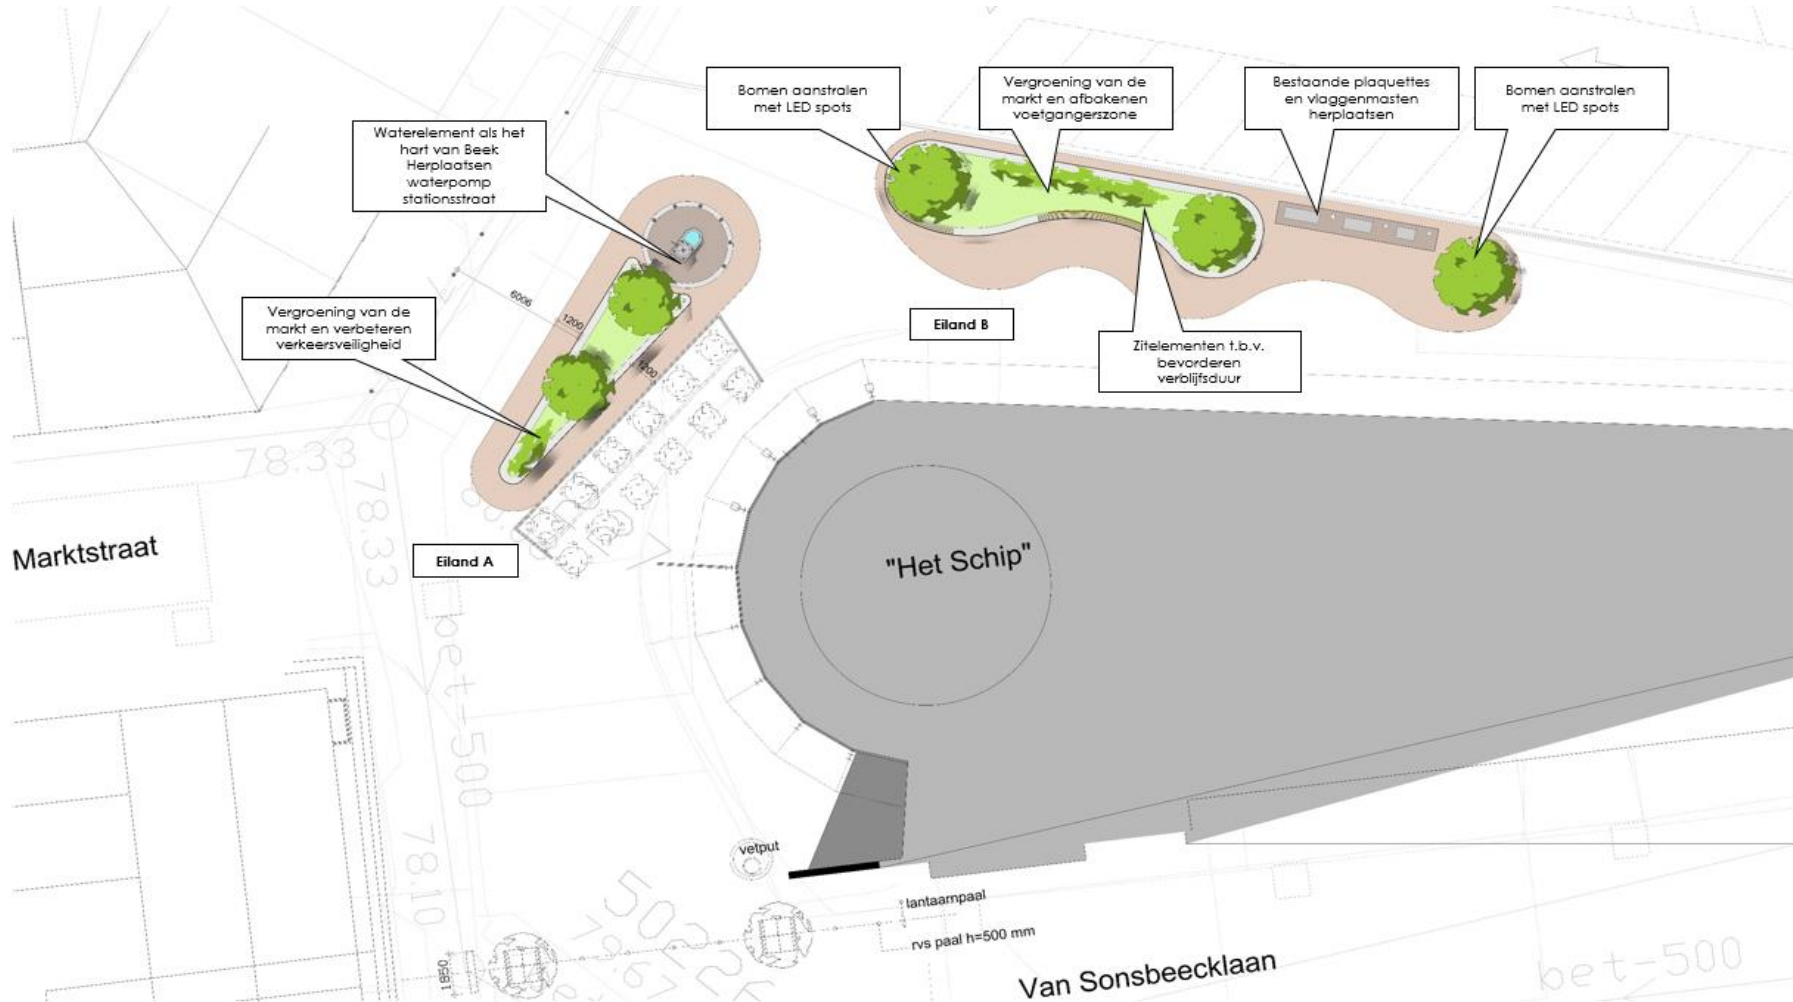 Bomen aanstralen
met LED spots
Vergroening van de
markt en afbakenen
voetgangerszone
Bestaande plaquettes
en vlaggenmasten
herplaatsen
Bomen aanstralen
met LED spots
Waterelement als het
hart van Beek
Herplaatsen
waterpomp
stationsstraat
Vergroening van de
markt en verbeteren
verkeersveiligheid
6006
1200
1200
Eiland B
Zitelementen t.b.v.
bevorderen
verblijfsduur
78.33
78.33
Marktstraat
Eiland A
"Het Schip"
bet-500
78.10
vetput
lantaarnpaal
rvs paal h=500 mm
1850
Van Sonsbeecklaan
bet-500